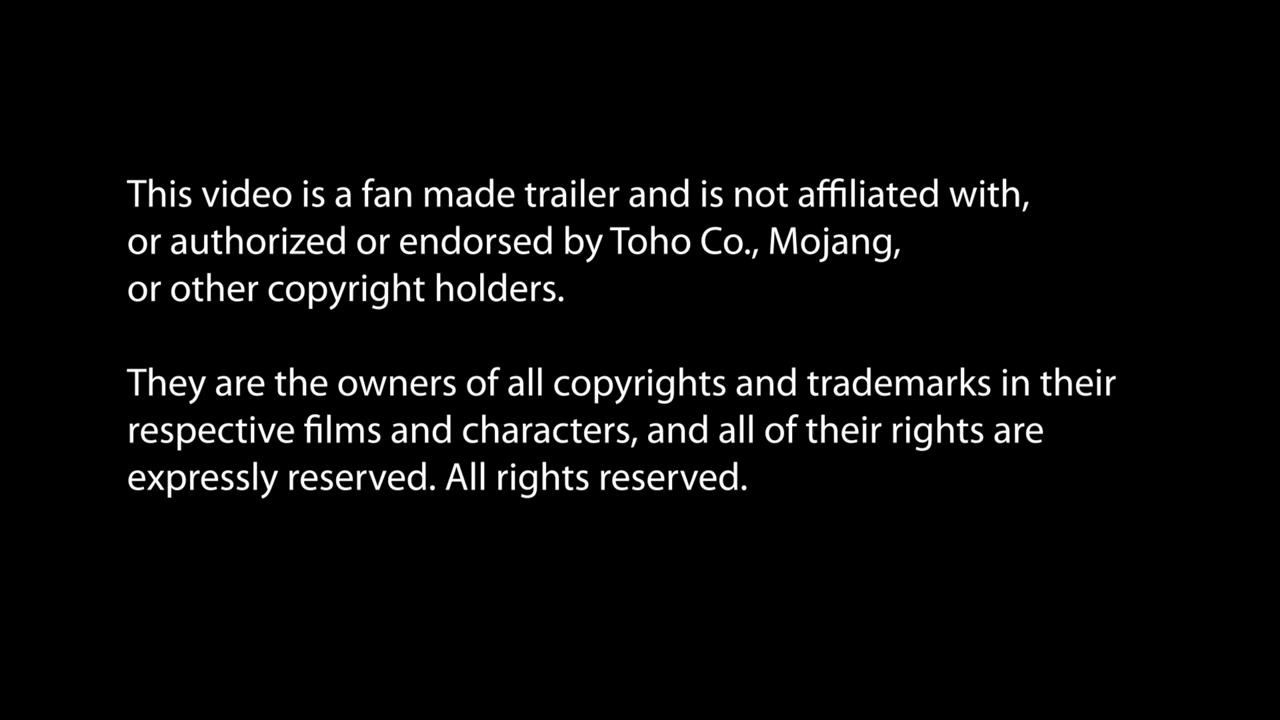 This video is a fan made trailer and is not affiliated with,
or authorized or endorsed by Toho Co., Mojang,
or other copyright holders.
They are the owners of all copyrights and trademarks in their
respective films and characters, and all of their rights are
expressly reserved. All rights reserved.